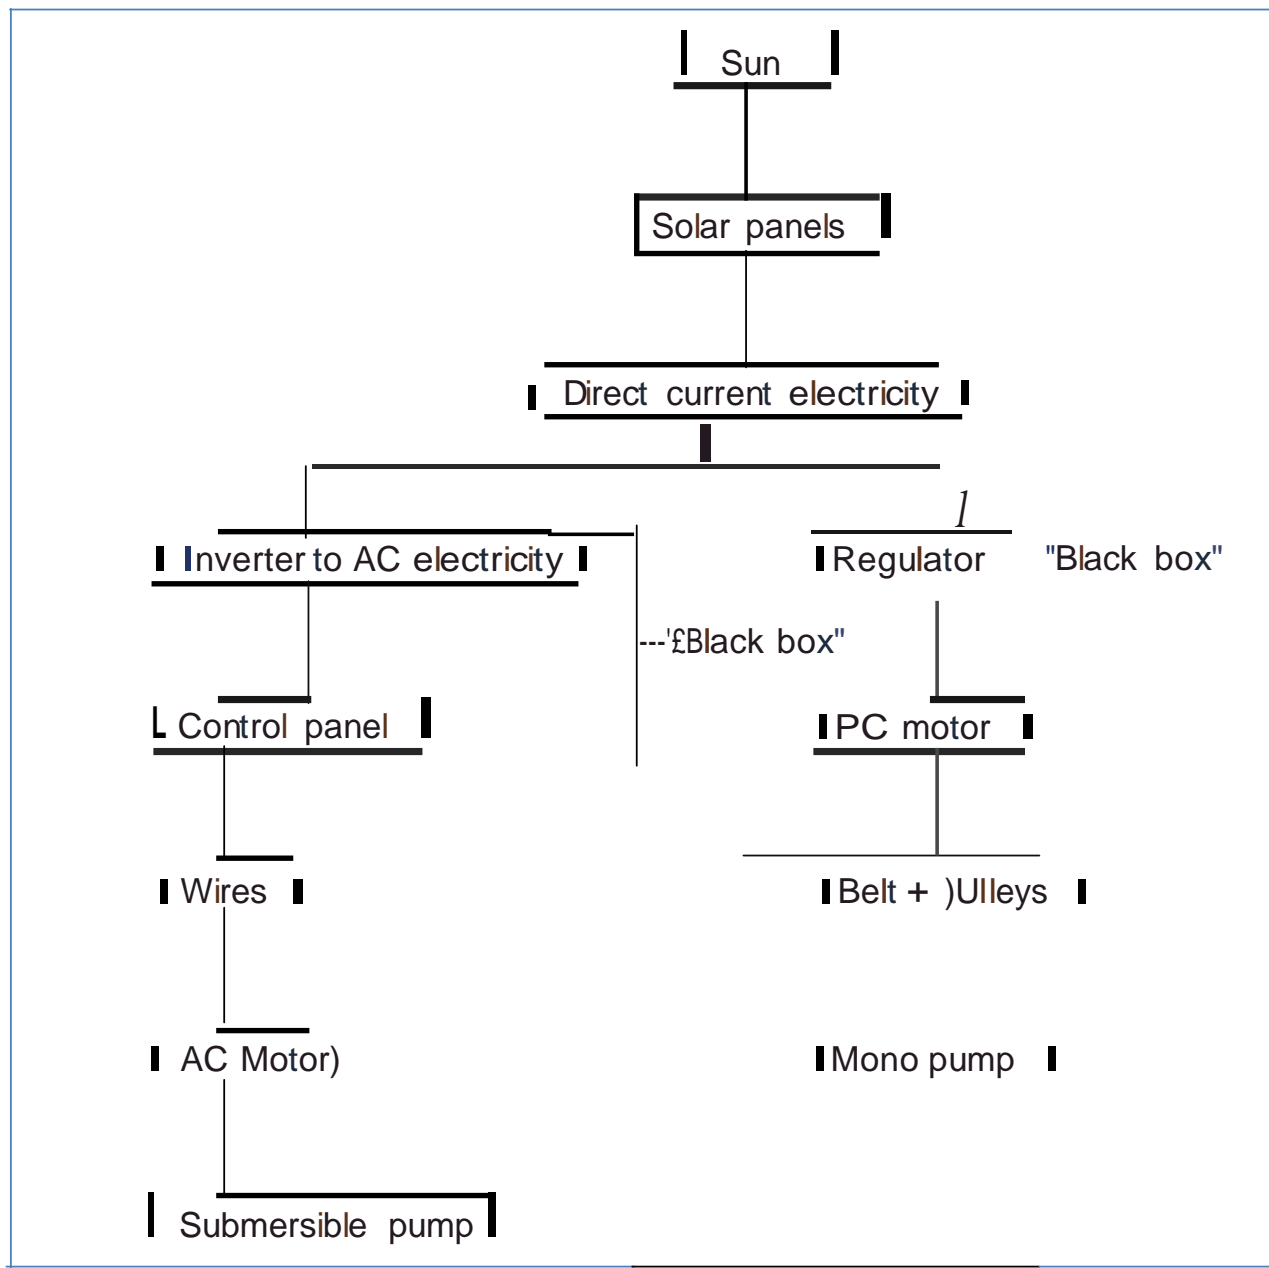 Sun
Solar panels
Direct current electricity
l
Inverter to AC electricity
Regulator "Black box"
---'£Black box"
Control panel
PC motor
Wires
Belt + )Ulleys
AC Motor)
Mono pump
Submersible pump